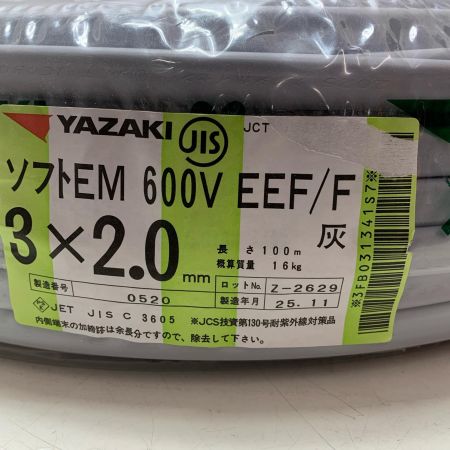 YAZAKI JIS JCT
ソフトEM 600V EEF/F
3×2.0mm 灰
長さ 100m
概算質量 16kg
製造番号 0520 ロットNo. Z-2629
製造年月 25.11
JET JIS C 3605 ※JCS技資第130号耐紫外線対策品
内側端末の加締鉄は余長分ですので、除去して下さい。
※3FB031341S7※